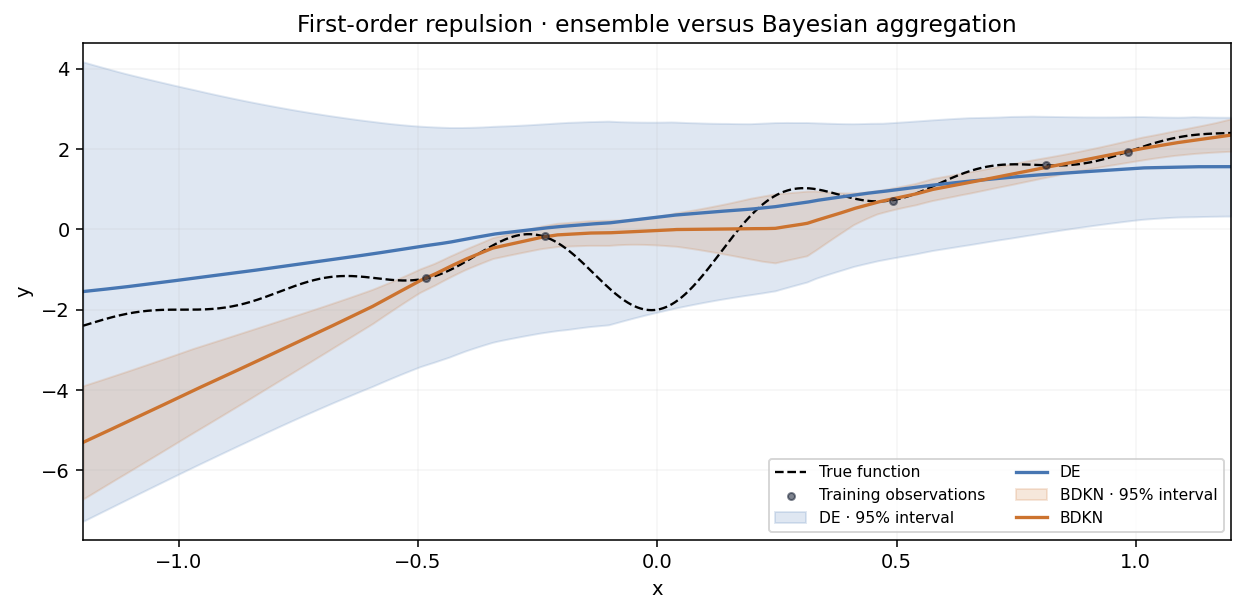 First-order repulsion · ensemble versus Bayesian aggregation
4
2
0
−2
−4
−6
y
−1.0
−0.5
0.0
0.5
1.0
x
True function
Training observations
DE · 95% interval
DE
BDKN · 95% interval
BDKN